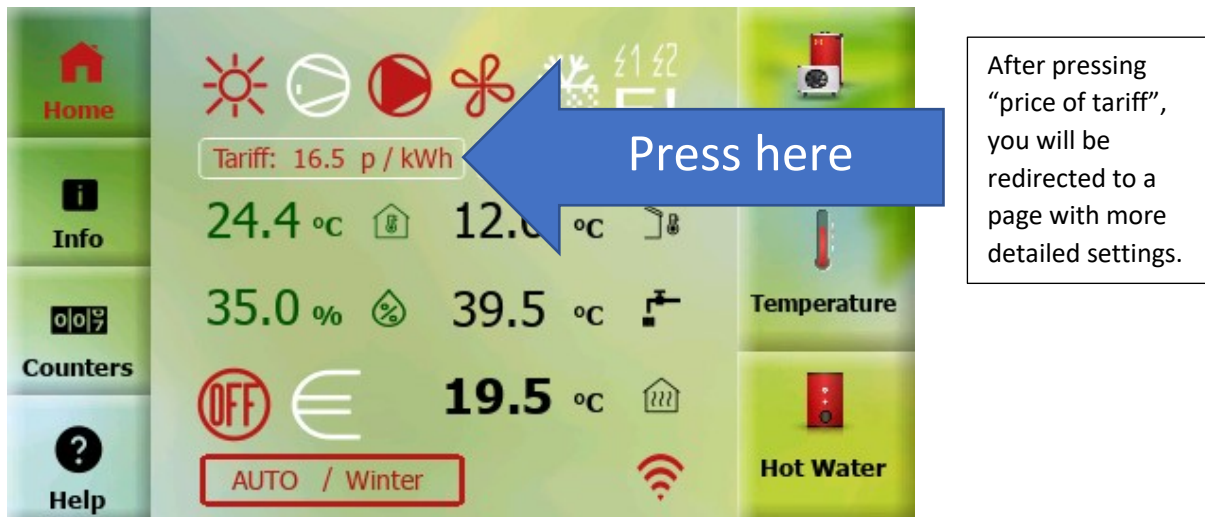 Home
Info
Counters
Help
Tariff: 16.5 p / kWh
24.4 °C
°C
35.0 %
39.5 °C
OFF
19.5 °C
AUTO / Winter
Press here
Temperature
Hot Water
After pressing
“price of tariff”,
you will be
redirected to a
page with more
detailed settings.